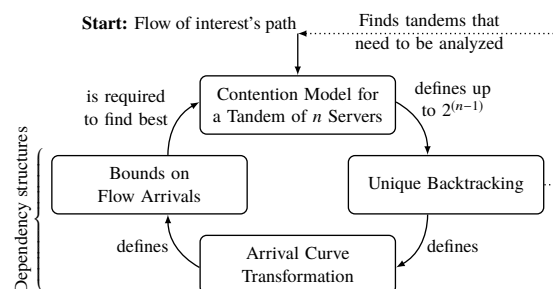 Start: Flow of interest's path
Finds tandems that
need to be analyzed
is required
to find best
Contention Model for
a Tandem of n Servers
defines up
to 2^(n−1)
Dependency structures
Bounds on
Flow Arrivals
Unique Backtracking
defines
Arrival Curve
Transformation
defines